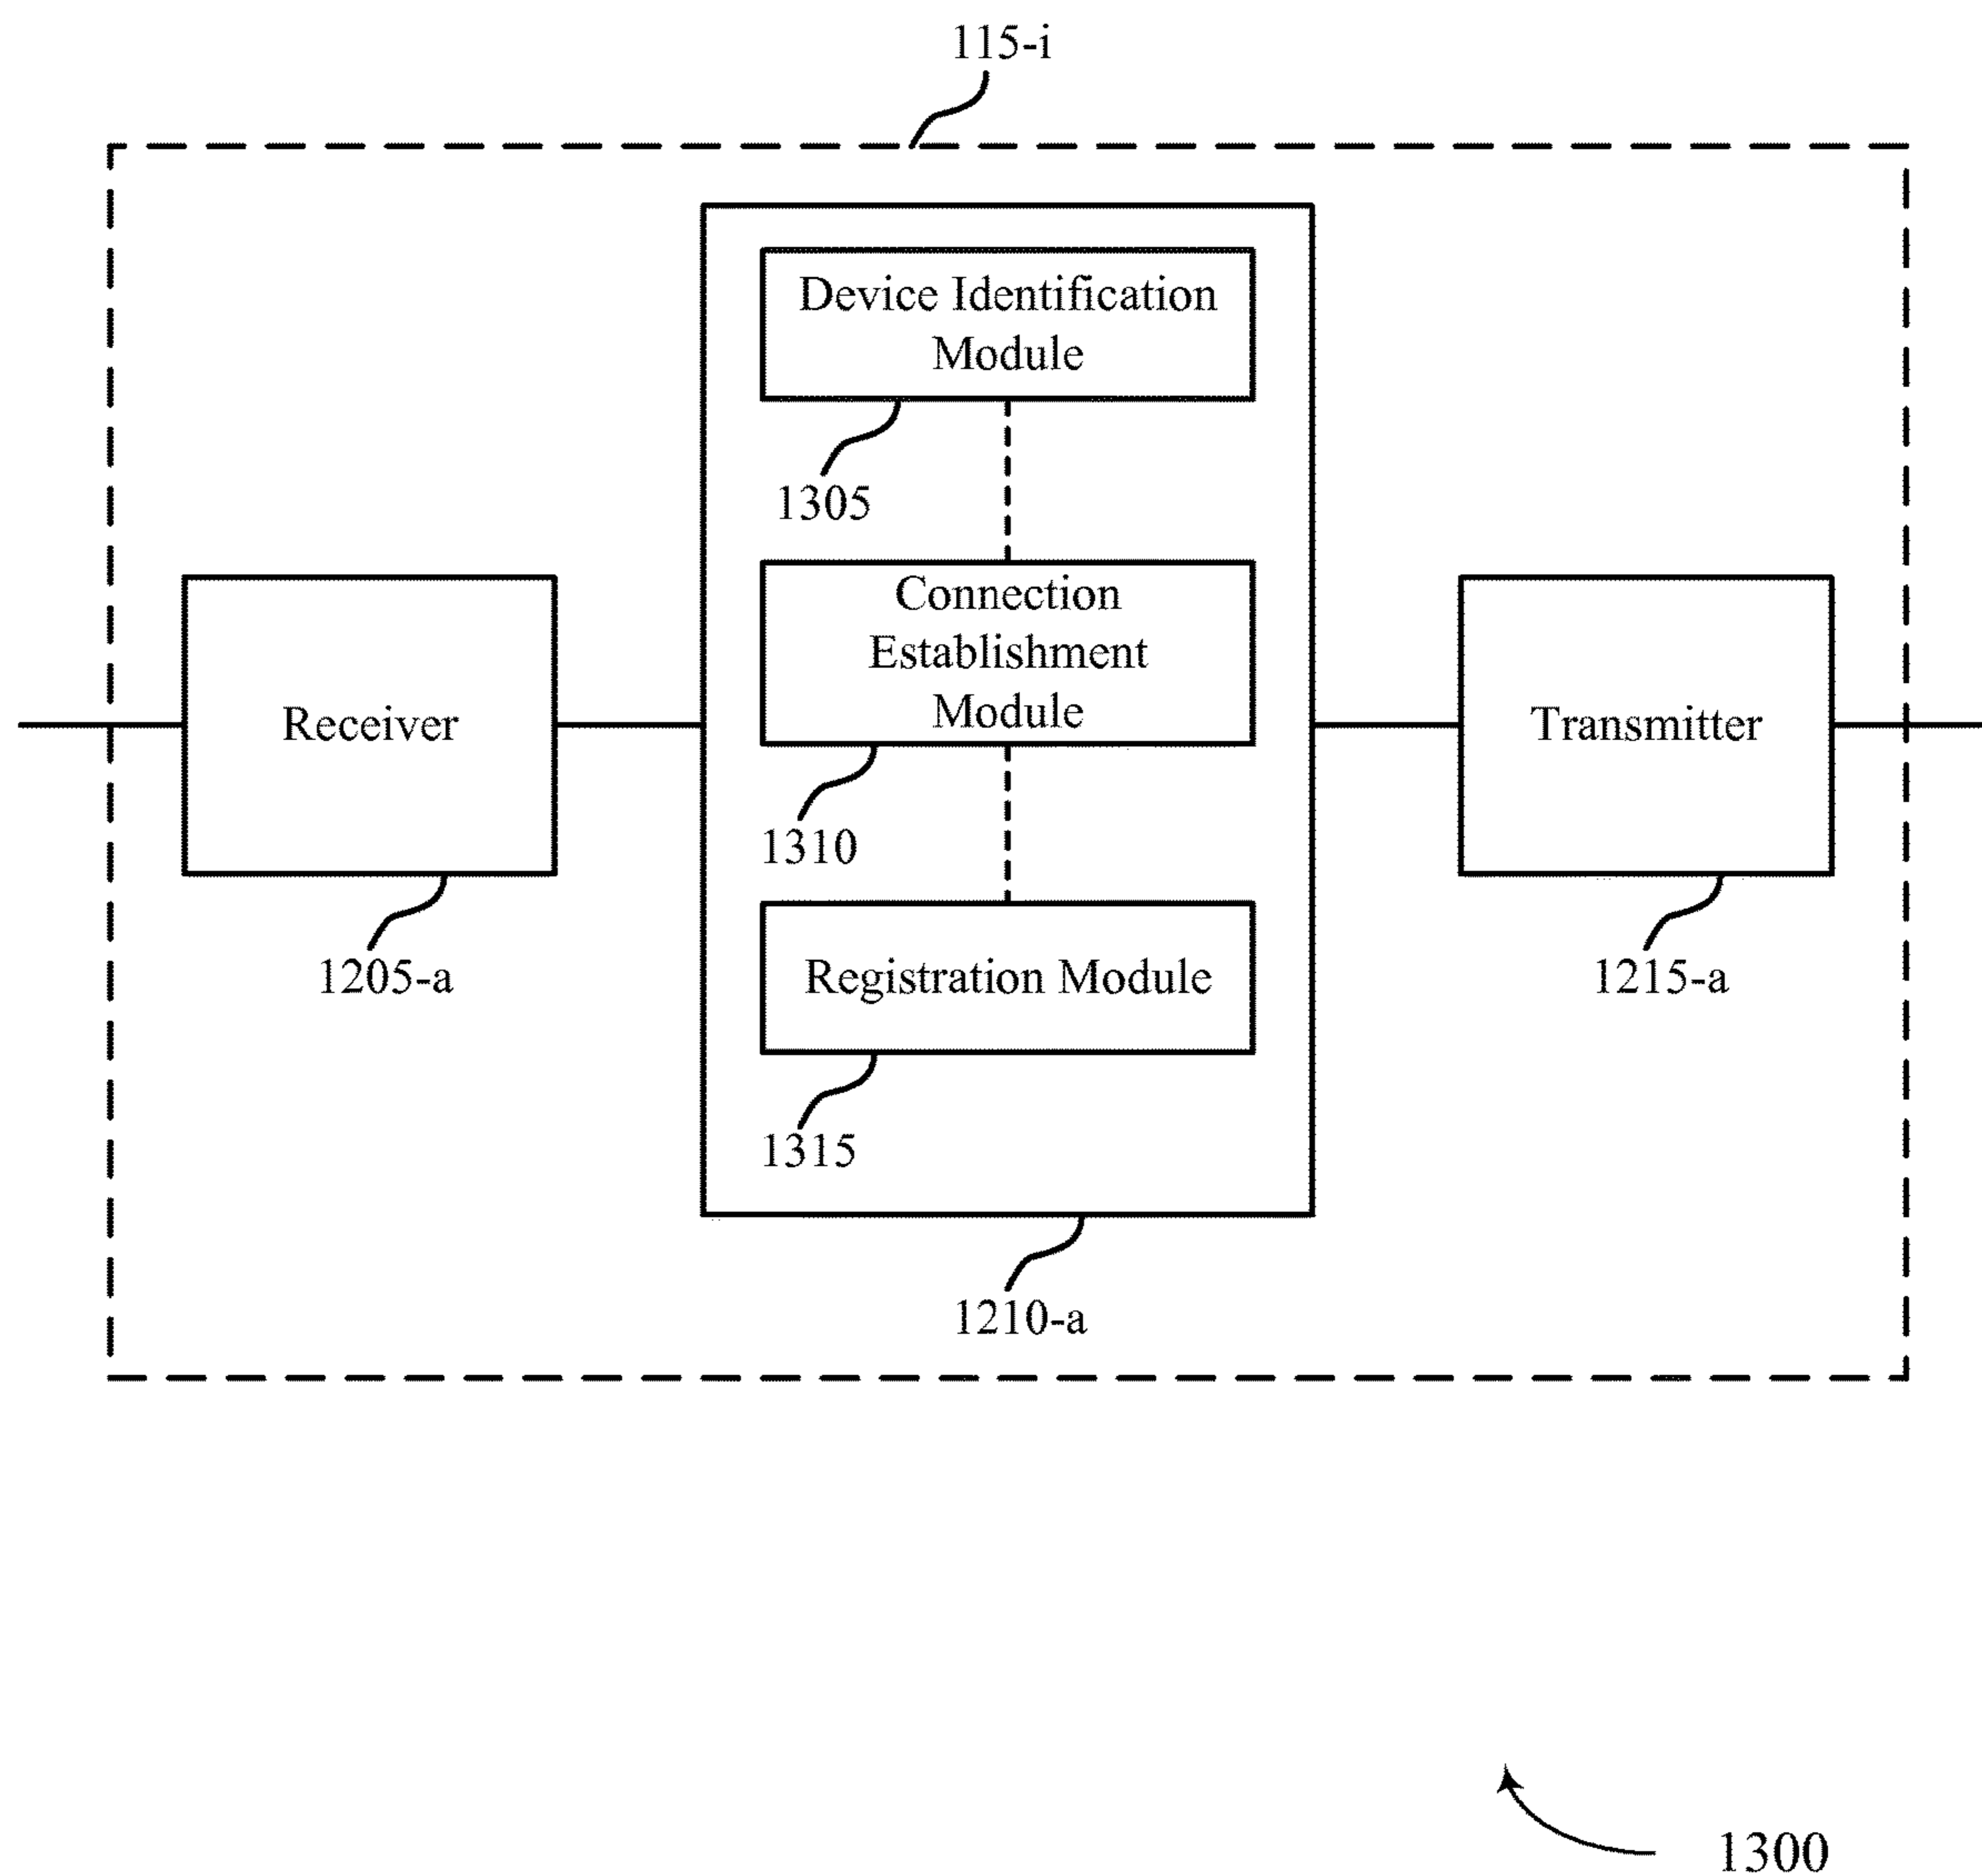 115-i
Device Identification
Module
1305
Connection
Establishment
Module
1310
Receiver
1205-a
Transmitter
1215-a
Registration Module
1315
1210-a
1300